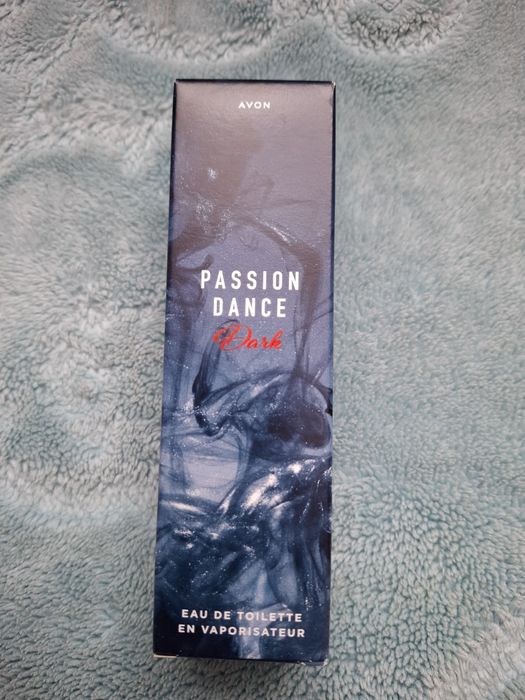 AVON
PASSION
DANCE
Dark
EAU DE TOILETTE
EN VAPORISATEUR